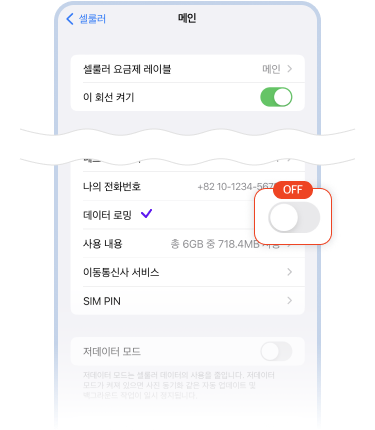 셀룰러
메인
셀룰러 요금제 레이블 메인
이 회선 켜기
나의 전화번호 +82 10-1234-567
OFF
데이터 로밍
사용 내용 총 6GB 중 718.4MB 사용
이동통신사 서비스
SIM PIN
저데이터 모드
저데이터 모드는 셀룰러 데이터의 사용을 줄입니다. 저데이터
모드가 켜져 있으면 사진 동기화 같은 자동 업데이트 및
백그라운드 작업이 일시 정지됩니다.